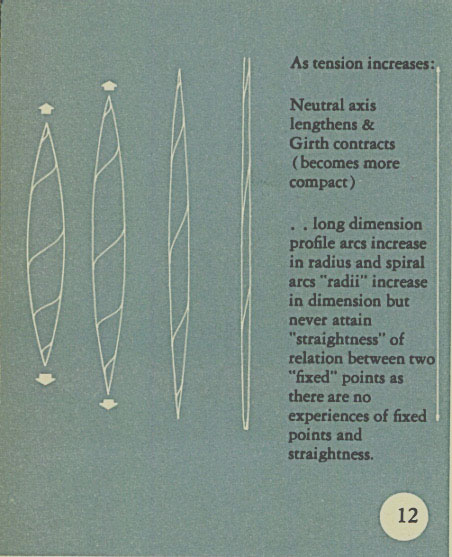 As tension increases:
Neutral axis
lengthens &
Girth contracts
(becomes more
compact)
. . long dimension
profile arcs increase
in radius and spiral
arcs "radii" increase
in dimension but
never attain
"straightness" of
relation between two
"fixed" points as
there are no
experiences of fixed
points and
straightness.
12